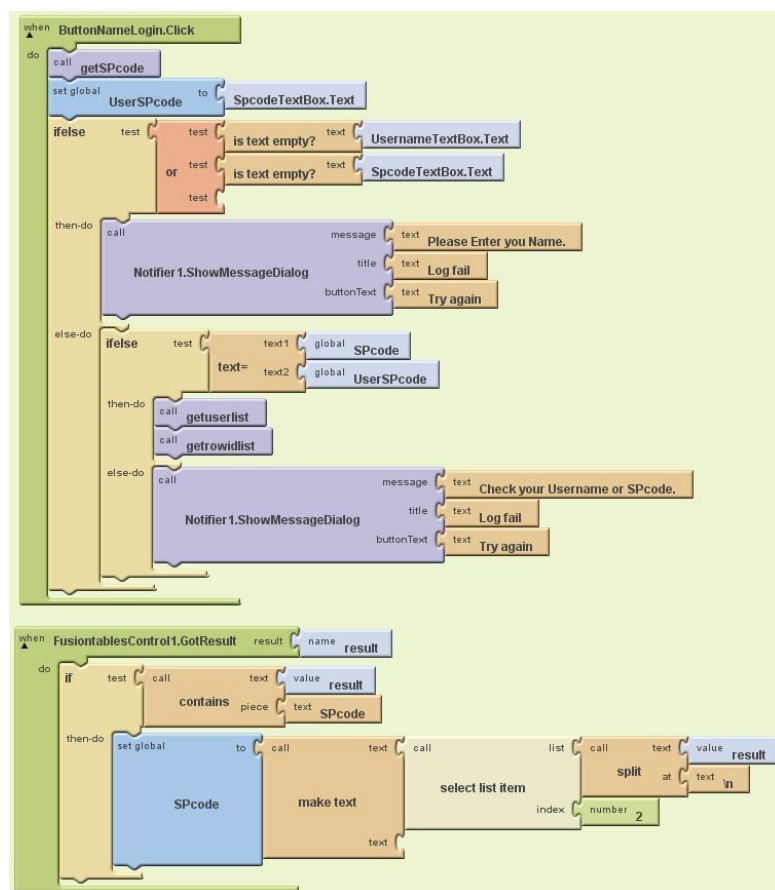 when ButtonNameLogin.Click
do call getSPcode
set global UserSPcode to SpcodeTextBox.Text
ifelse test or test is text empty? text UsernameTextBox.Text
test is text empty? text SpcodeTextBox.Text
test
then-do call Notifier1.ShowMessageDialog message text Please Enter you Name.
title text Log fail
buttonText text Try again
else-do ifelse test text= text1 global SPcode
text2 global UserSPcode
then-do call getuserlist
call getrowidlist
else-do call Notifier1.ShowMessageDialog message text Check your Username or SPcode.
title text Log fail
buttonText text Try again
when FusiontablesControl1.GotResult result name result
do if test call contains text value result
piece text SPcode
then-do set global SPcode to call make text text call select list item list call split text value result
at text \n
index number 2
text